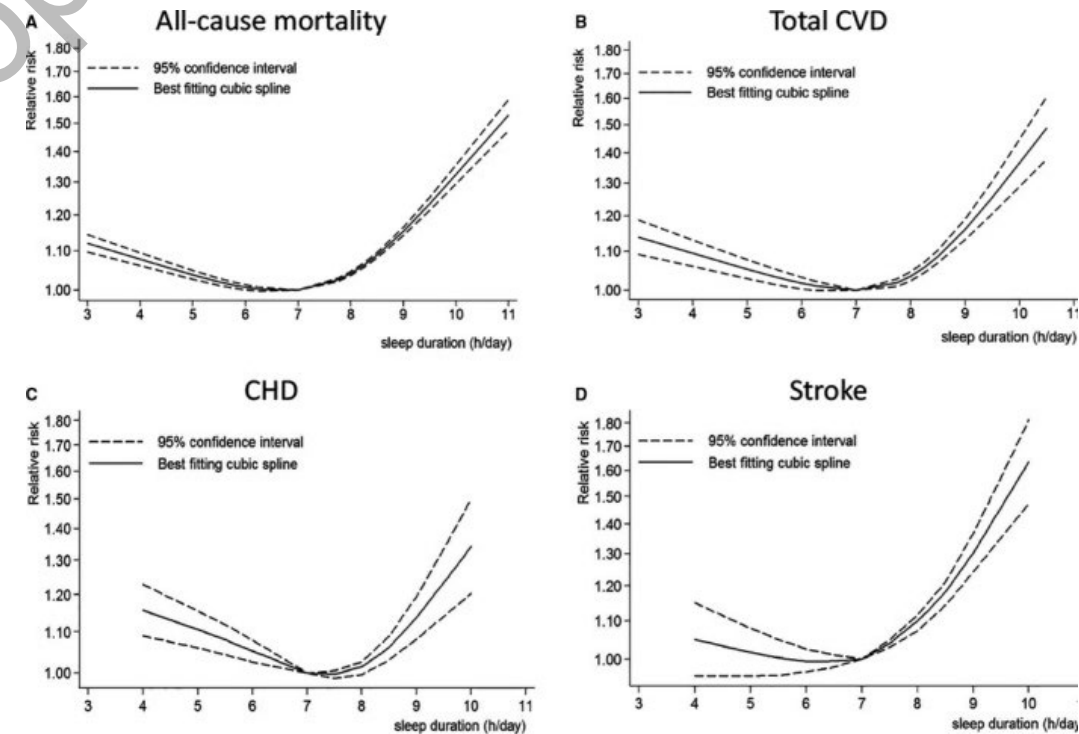 A All-cause mortality
Relative risk
1.80
1.70
1.60
1.50
1.40
1.30
1.20
1.10
1.00
95% confidence interval
Best fitting cubic spline
3 4 5 6 7 8 9 10 11
sleep duration (h/day)
B Total CVD
Relative risk
1.80
1.70
1.60
1.50
1.40
1.30
1.20
1.10
1.00
95% confidence interval
Best fitting cubic spline
3 4 5 6 7 8 9 10 11
sleep duration (h/day)
C CHD
Relative risk
1.80
1.70
1.60
1.50
1.40
1.30
1.20
1.10
1.00
95% confidence interval
Best fitting cubic spline
3 4 5 6 7 8 9 10 11
sleep duration (h/day)
D Stroke
Relative risk
1.80
1.70
1.60
1.50
1.40
1.30
1.20
1.10
1.00
95% confidence interval
Best fitting cubic spline
3 4 5 6 7 8 9 10
sleep duration (h/day